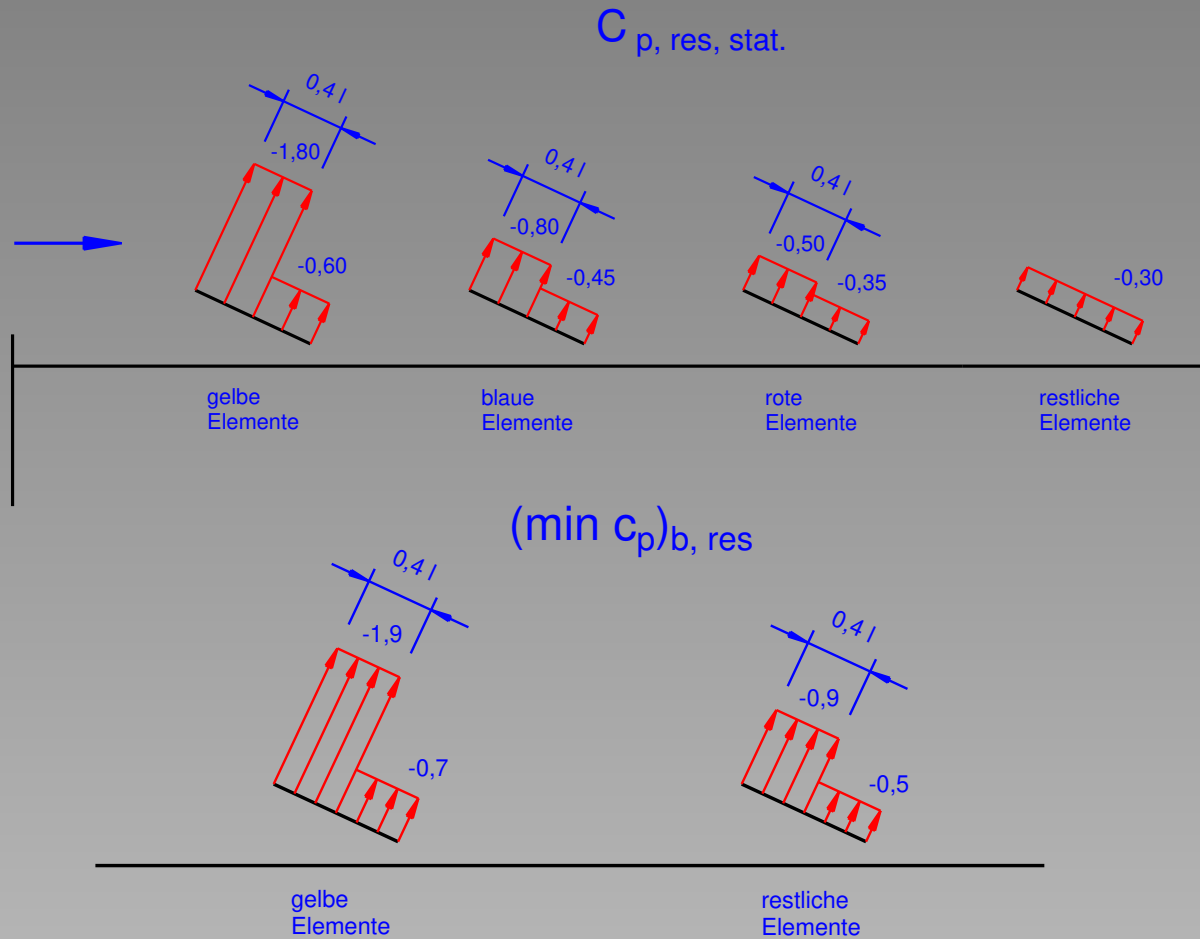 C p, res, stat.
0,4 l
-1,80
-0,60
0,4 l
-0,80
-0,45
0,4 l
-0,50
-0,35
-0,30
gelbe
Elemente
blaue
Elemente
rote
Elemente
restliche
Elemente
(min cp)b, res
0,4 l
-1,9
-0,7
0,4 l
-0,9
-0,5
gelbe
Elemente
restliche
Elemente